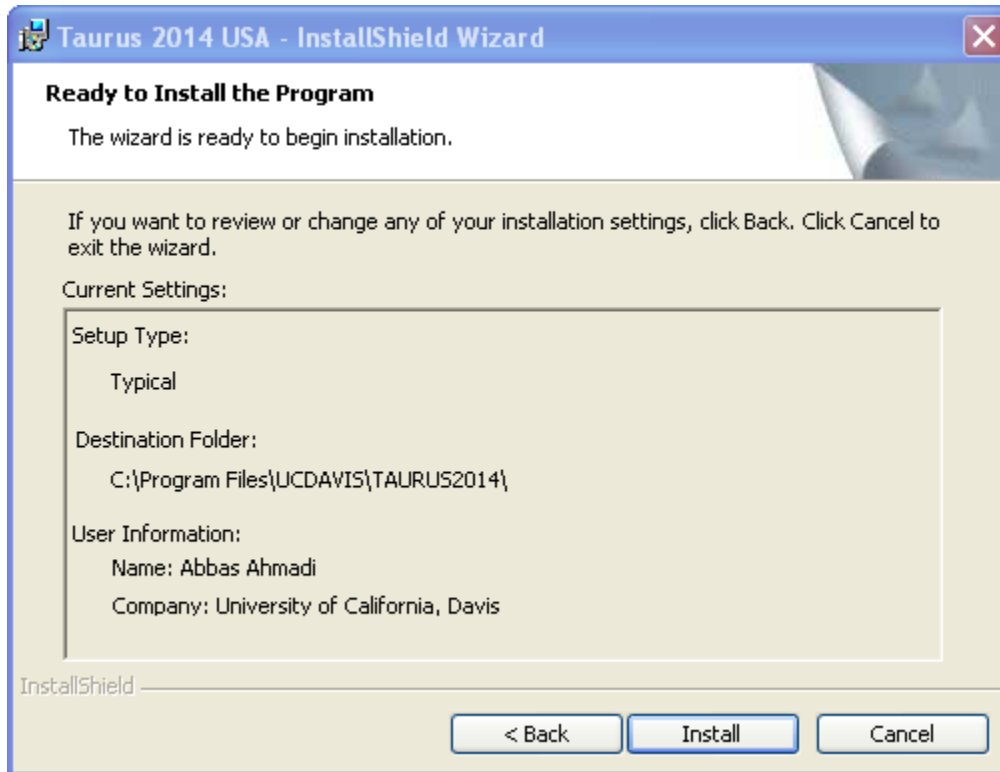 Taurus 2014 USA - InstallShield Wizard
Ready to Install the Program
The wizard is ready to begin installation.
If you want to review or change any of your installation settings, click Back. Click Cancel to
exit the wizard.
Current Settings:
Setup Type:
Typical
Destination Folder:
C:\Program Files\UCDAVIS\TAURUS2014\
User Information:
Name: Abbas Ahmadi
Company: University of California, Davis
InstallShield
< Back
Install
Cancel